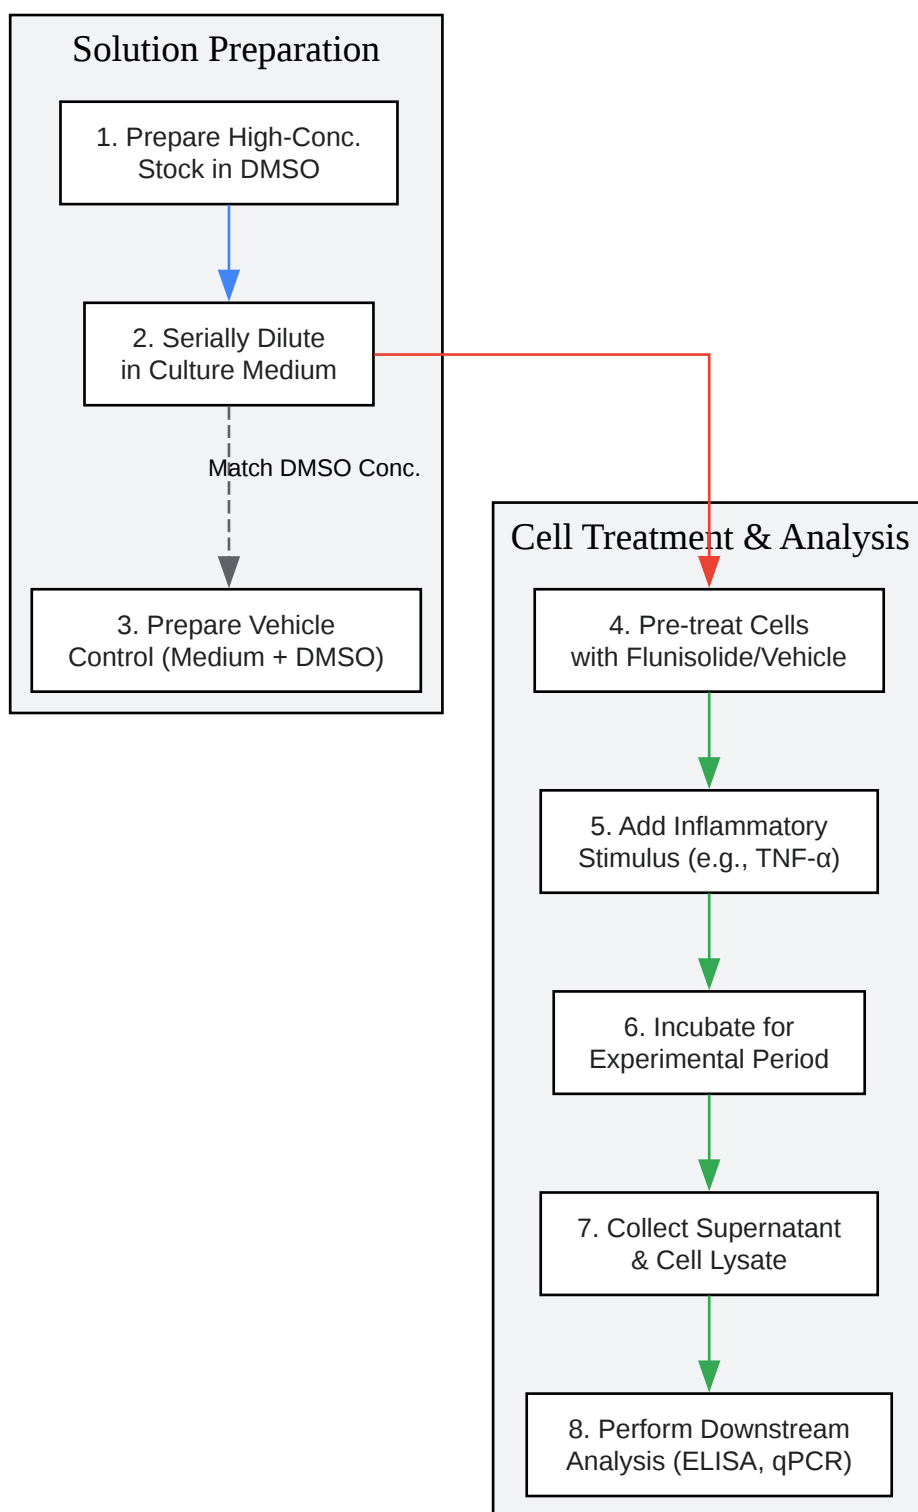 Solution Preparation
1. Prepare High-Conc.
Stock in DMSO
2. Serially Dilute
in Culture Medium
Match DMSO Conc.
3. Prepare Vehicle
Control (Medium + DMSO)
Cell Treatment & Analysis
4. Pre-treat Cells
with Flunisolide/Vehicle
5. Add Inflammatory
Stimulus (e.g., TNF-α)
6. Incubate for
Experimental Period
7. Collect Supernatant
& Cell Lysate
8. Perform Downstream
Analysis (ELISA, qPCR)